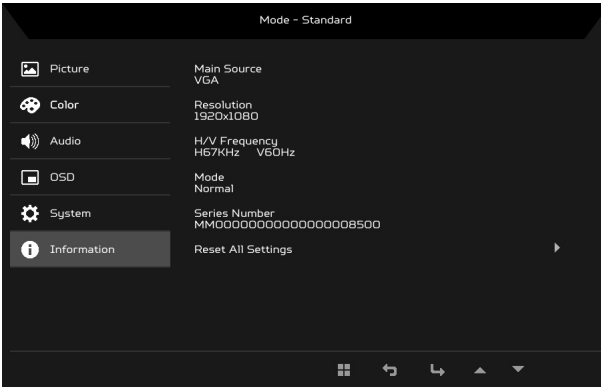 Mode - Standard
Picture
Color
Audio
OSD
System
Information
Main Source
VGA
Resolution
1920x1080
H/V Frequency
H67KHz V60Hz
Mode
Normal
Series Number
MM00000000000000008500
Reset All Settings